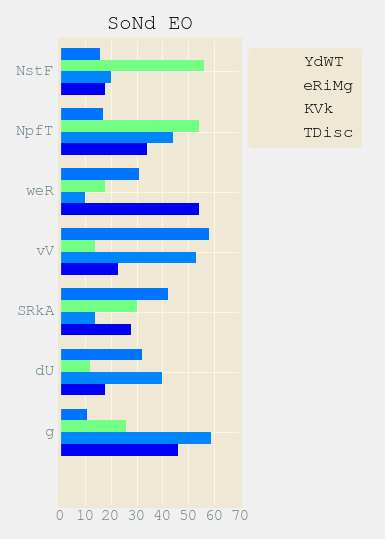 SoNd EO
NstF
NpfT
weR
vV
SRkA
dU
g
0 10 20 30 40 50 60 70
YdWT
eRiMg
KVk
TDisc